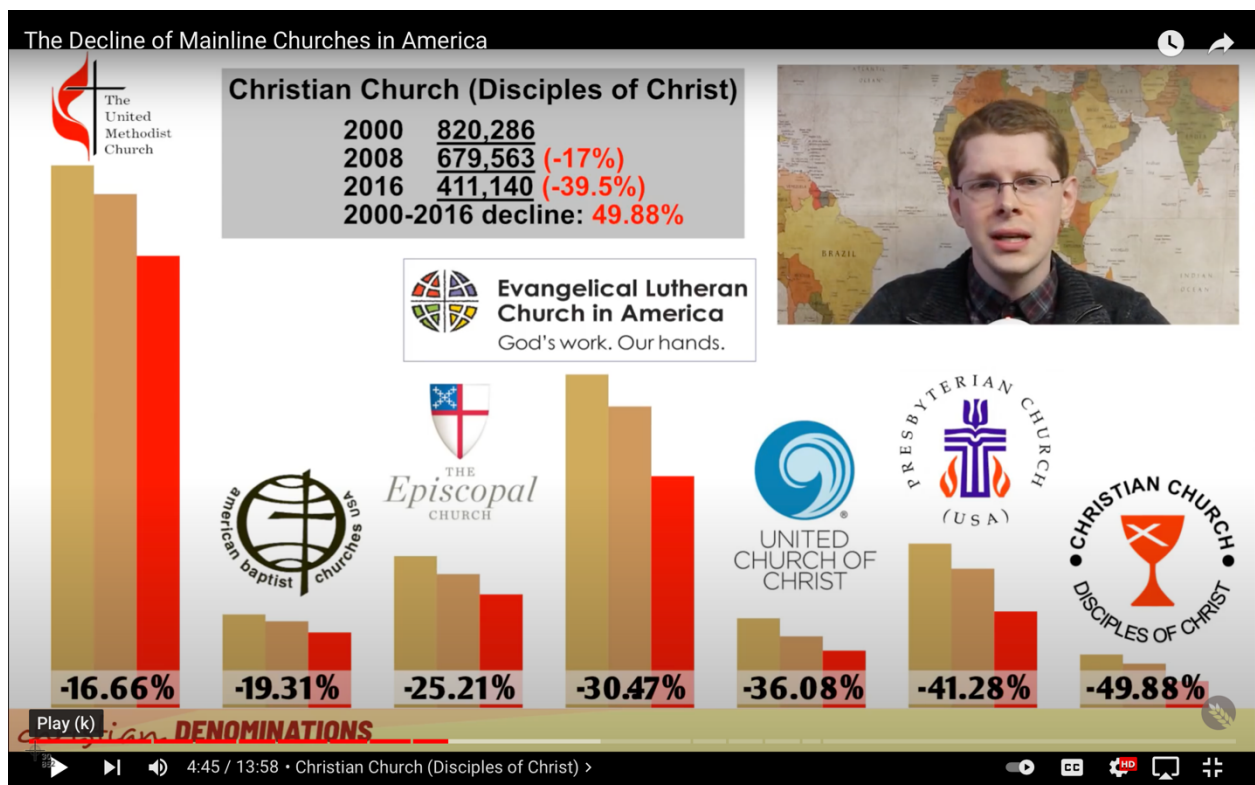 The Decline of Mainline Churches in America
The
United
Methodist
Church
Christian Church (Disciples of Christ)
2000 820,286
2008 679,563 (-17%)
2016 411,140 (-39.5%)
2000-2016 decline: 49.88%
BRAZIL
INDIAN
OCEAN
Evangelical Lutheran
Church in America
God's work. Our hands.
american baptist churches usa
THE
Episcopal
CHURCH
UNITED
CHURCH OF
CHRIST
®
PRESBYTERIAN CHURCH
(USA)
CHRISTIAN CHURCH
DISCIPLES OF CHRIST
-16.66% -19.31% -25.21% -30.47% -36.08% -41.28% -49.88%
DENOMINATIONS
Play (k)
4:45 / 13:58 • Christian Church (Disciples of Christ) >
CC HD